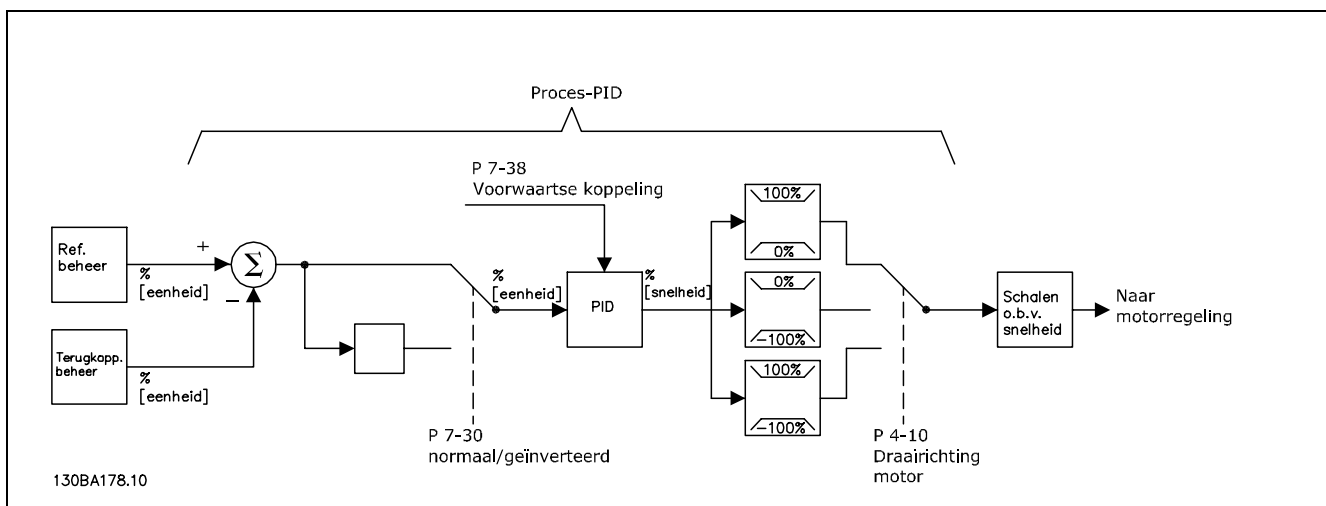 Proces-PID
P 7-38
Voorwaartse koppeling
Ref.
beheer
+
%
[eenheid]
Σ
–
Terugkopp.
beheer
%
[eenheid]
%
[eenheid]
PID
%
[snelheid]
100%
0%
0%
–100%
100%
–100%
Schalen
o.b.v.
snelheid
Naar
motorregeling
P 7-30
normaal/geïnverteerd
P 4-10
Draairichting
motor
130BA178.10